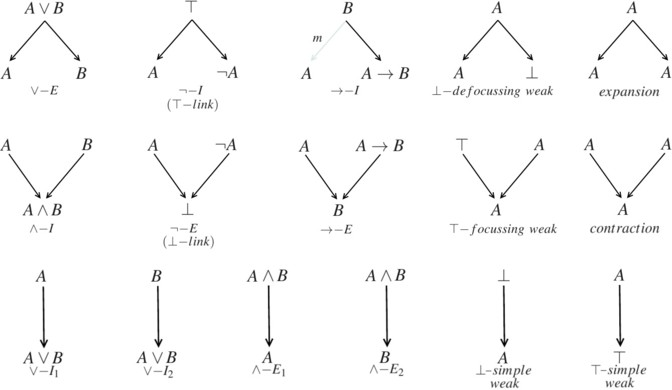 A ∨ B ⊤ B A A
m
A B A ¬A A A → B A ⊥ A A
∨−E ¬−I →−I ⊥−defocussing weak expansion
(⊤−link)
A B A ¬A A A → B ⊤ A A A
A ∧ B ⊥ B A A
∧−I ¬−E →−E ⊤−focussing weak contraction
(⊥−link)
A B A ∧ B A ∧ B ⊥ A
A ∨ B A ∨ B A B A ⊤
∨−I₁ ∨−I₂ ∧−E₁ ∧−E₂ ⊥-simple ⊤-simple
weak weak